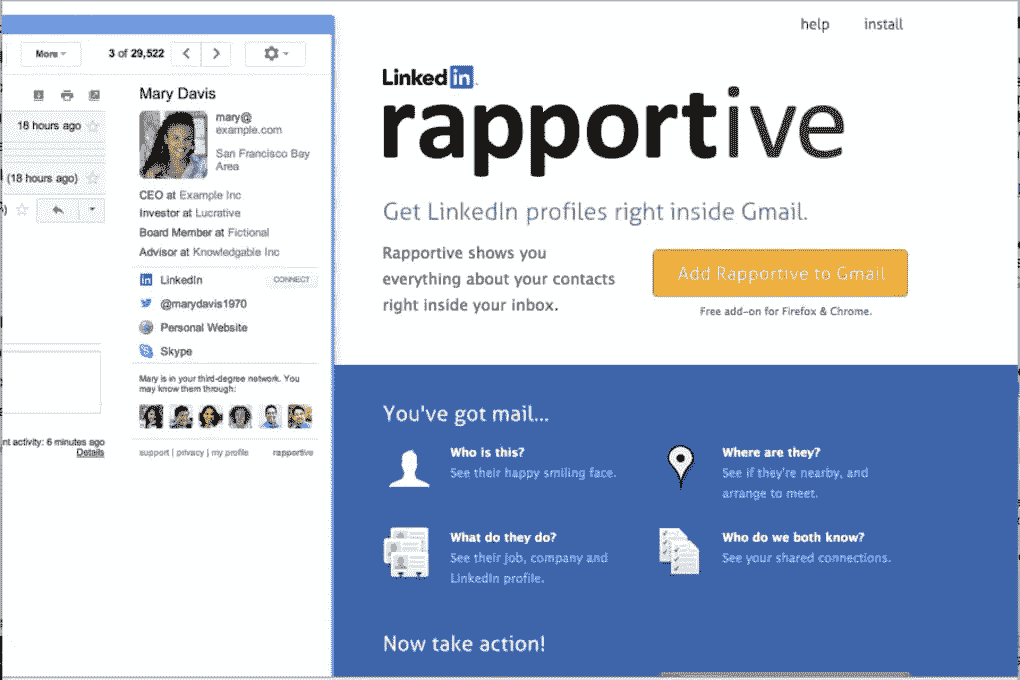 help install
More
3 of 29,522
Mary Davis
mary@
example.com
San Francisco Bay
Area
18 hours ago
(18 hours ago)
CEO at Example Inc
Investor at Lucrative
Board Member at Fictional
Advisor at Knowledgable Inc
LinkedIn CONNECT
@marydavis1970
Personal Website
Skype
Mary is in your third-degree network. You
may know them through:
nt activity: 6 minutes ago
Details
support | privacy | my profile rapportive
Linked in
rapportive
Get LinkedIn profiles right inside Gmail.
Rapportive shows you
everything about your contacts
right inside your inbox.
Add Rapportive to Gmail
Free add-on for Firefox & Chrome.
You've got mail...
Who is this?
See their happy smiling face.
Where are they?
See if they're nearby, and
arrange to meet.
What do they do?
See their job, company and
LinkedIn profile.
Who do we both know?
See your shared connections.
Now take action!